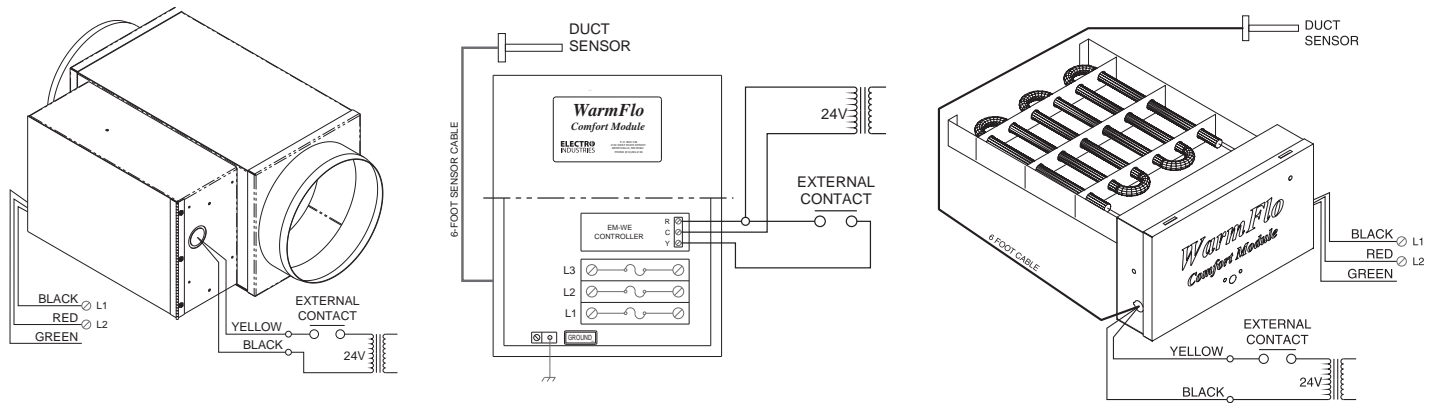 BLACK
L1
RED
L2
GREEN
YELLOW
BLACK
EXTERNAL
CONTACT
24V
DUCT
SENSOR
6-FOOT SENSOR CABLE
WarmFlo
Comfort Module
ELECTRO
INDUSTRIES
24V
EXTERNAL
CONTACT
EM-WE
CONTROLLER
R
C
Y
L3
L2
L1
GROUND
DUCT
SENSOR
6 FOOT CABLE
WarmFlo
Comfort Module
BLACK
L1
RED
L2
GREEN
EXTERNAL
CONTACT
YELLOW
24V
BLACK